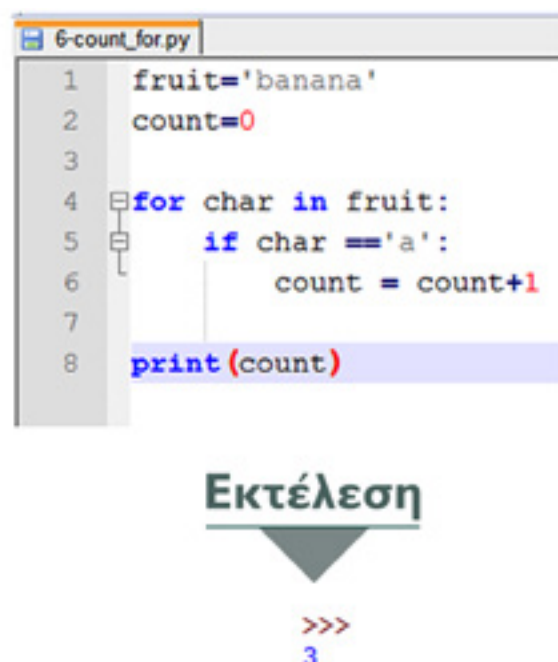 6-count_for.py
1 fruit='banana'
2 count=0
3
4 for char in fruit:
5     if char =='a':
6         count = count+1
7
8 print(count)
Εκτέλεση
>>>
3